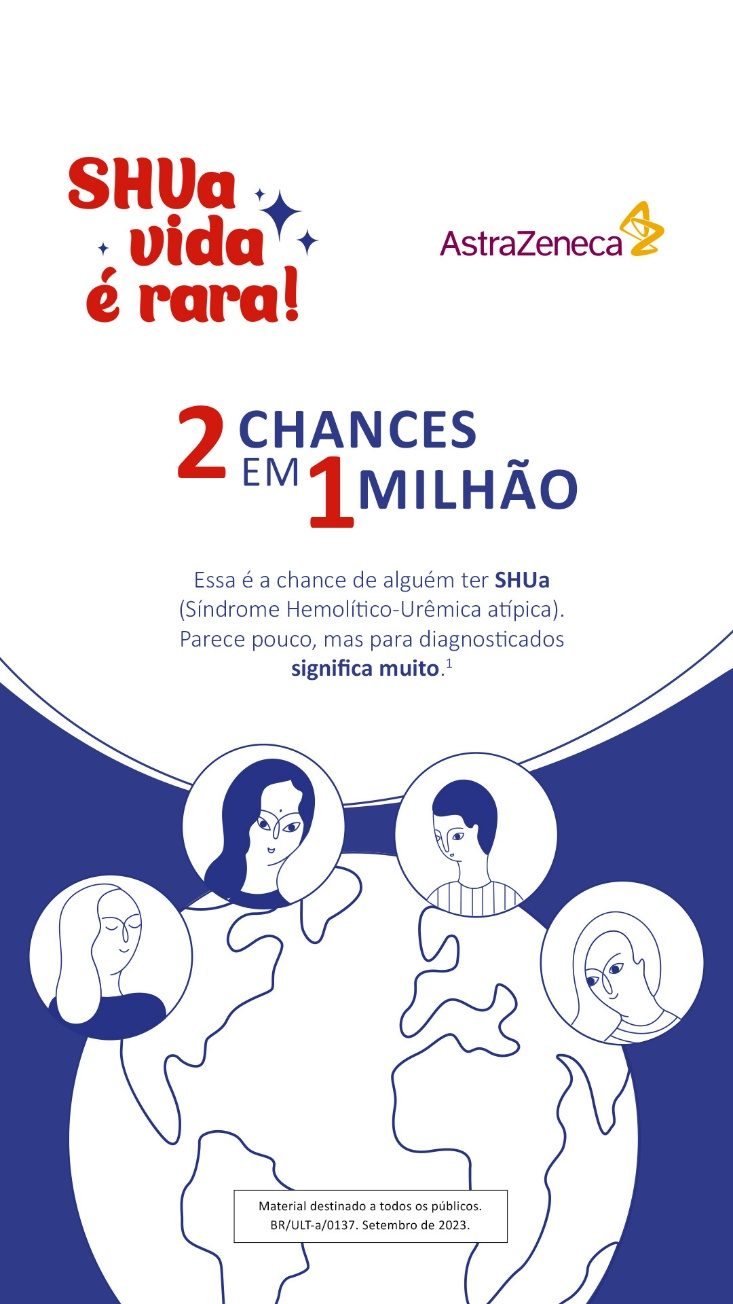 SHUa
vida
é rara!
AstraZeneca
2 CHANCES
EM 1 MILHÃO
Essa é a chance de alguém ter SHUa
(Síndrome Hemolítico-Urêmica atípica).
Parece pouco, mas para diagnosticados
significa muito.¹
Material destinado a todos os públicos.
BR/ULT-a/0137. Setembro de 2023.